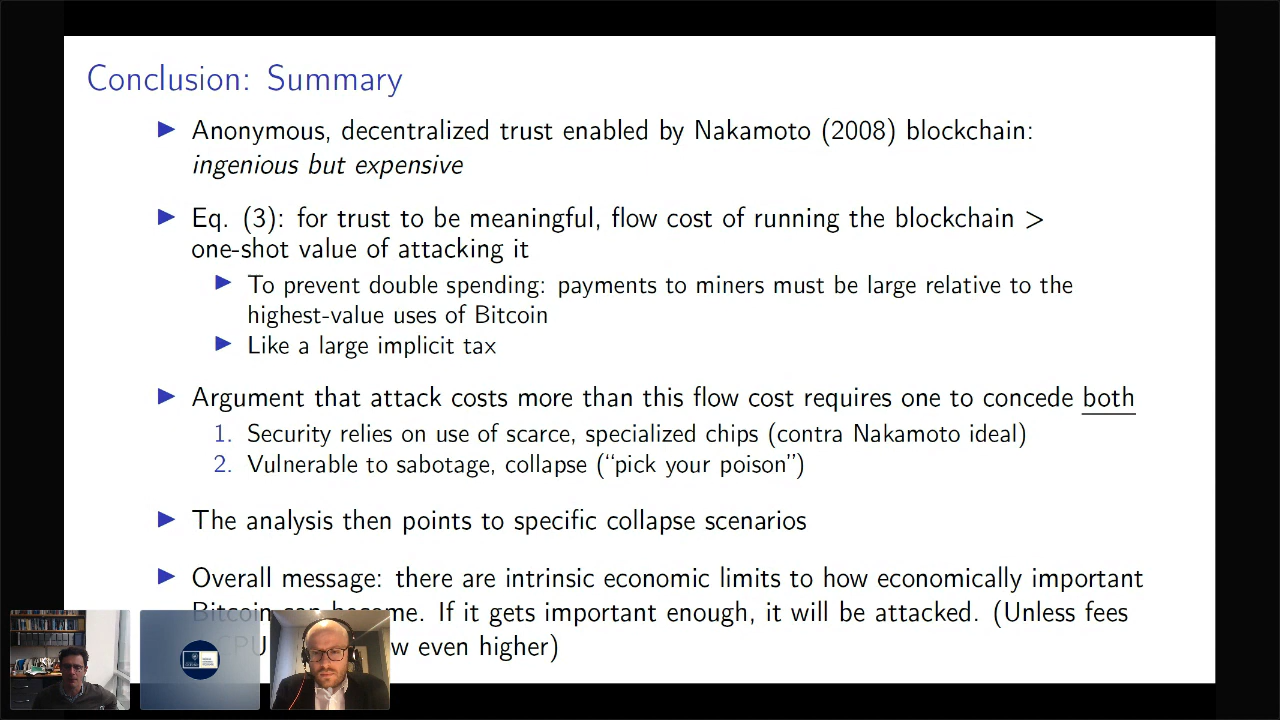 Conclusion: Summary
Anonymous, decentralized trust enabled by Nakamoto (2008) blockchain:
ingenious but expensive
Eq. (3): for trust to be meaningful, flow cost of running the blockchain >
one-shot value of attacking it
To prevent double spending: payments to miners must be large relative to the
highest-value uses of Bitcoin
Like a large implicit tax
Argument that attack costs more than this flow cost requires one to concede both
1. Security relies on use of scarce, specialized chips (contra Nakamoto ideal)
2. Vulnerable to sabotage, collapse (“pick your poison”)
The analysis then points to specific collapse scenarios
Overall message: there are intrinsic economic limits to how economically important
Bitcoin can become. If it gets important enough, it will be attacked. (Unless fees
even higher)